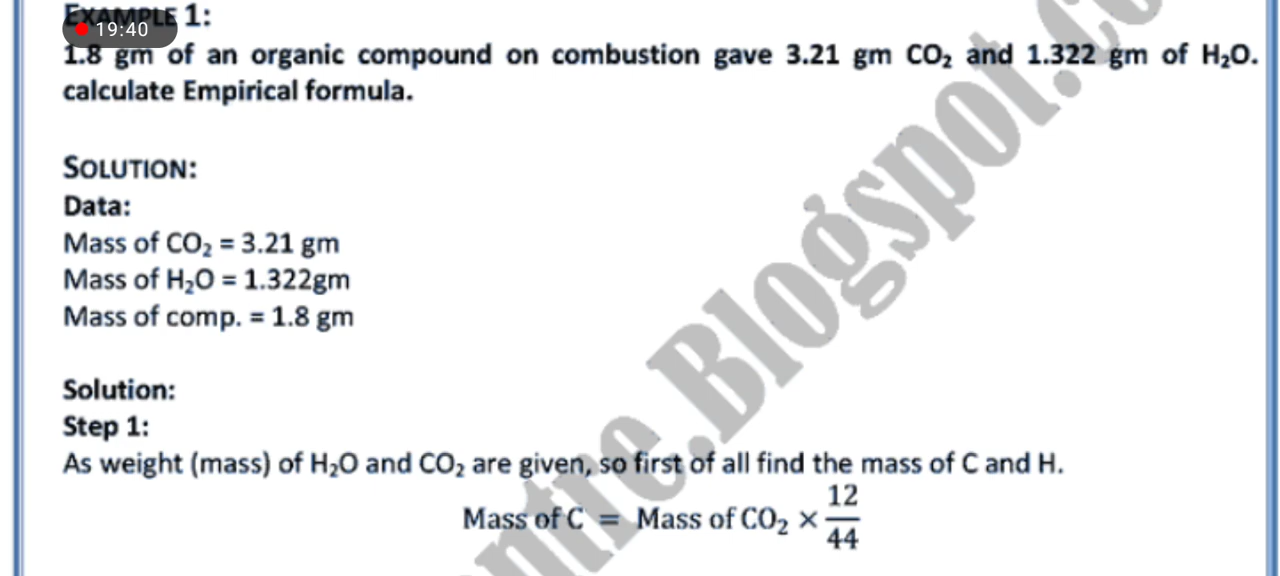 EXAMPLE 1:
19:40
1.8 gm of an organic compound on combustion gave 3.21 gm CO₂ and 1.322 gm of H₂O.
calculate Empirical formula.
SOLUTION:
Data:
Mass of CO₂ = 3.21 gm
Mass of H₂O = 1.322gm
Mass of comp. = 1.8 gm
Solution:
Step 1:
As weight (mass) of H₂O and CO₂ are given, so first of all find the mass of C and H.
Mass of C = Mass of CO₂ × 12/44
ntre.Blogspot.co